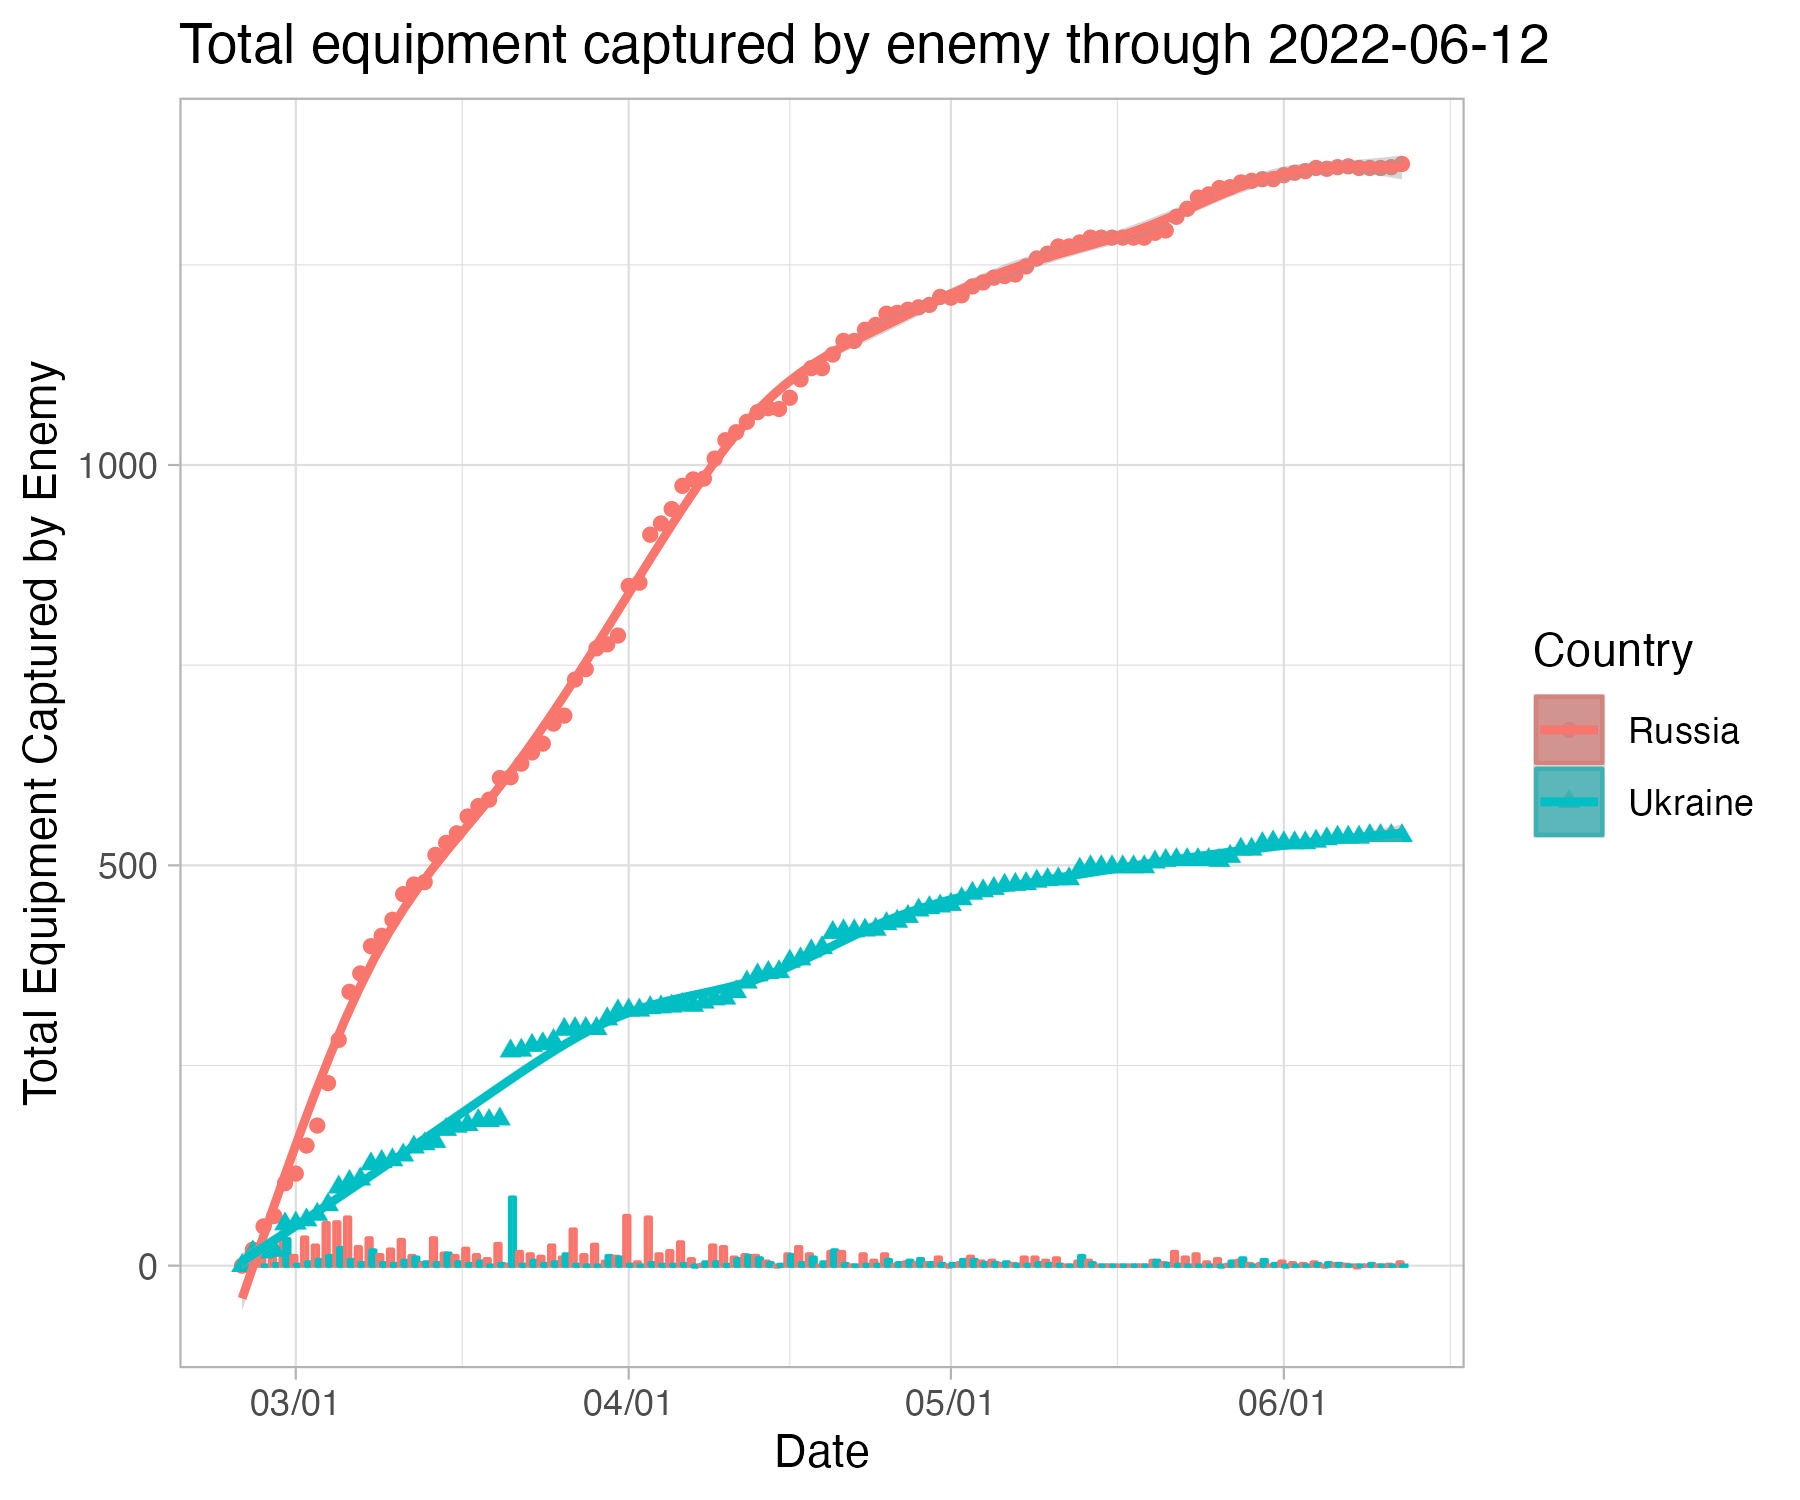 Total equipment captured by enemy through 2022-06-12
Total Equipment Captured by Enemy
1000
500
0
03/01
04/01
05/01
06/01
Date
Country
Russia
Ukraine